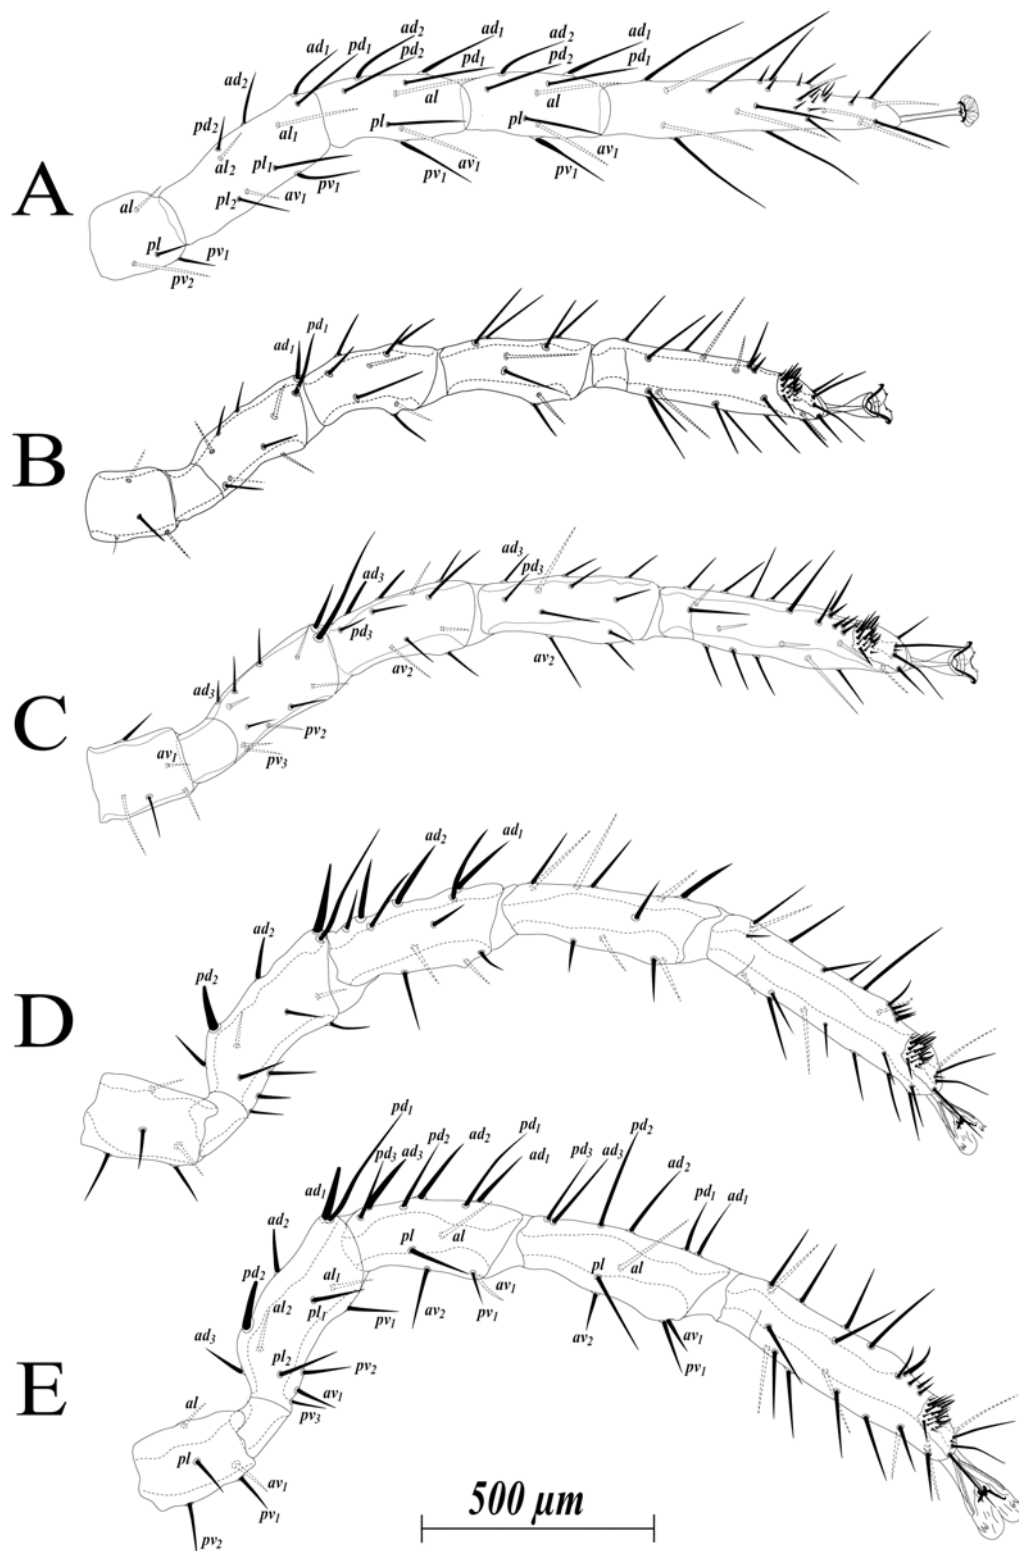 A
ad2 pd2 ad1 pd1 ad2 pd2 ad1 pd1 ad2 pd2 ad1 pd1
al2 al1 al al
al pl2 pl1 pl pl
av1 pv1 pv1 av1 pv1 av1
pl pv1
pv2
B
ad1 pd1
C
ad3 ad3
pd3 pd3
ad3 av2 av2
av1 pv2
pv3
D
ad2 ad1
ad2
pd2
E
pd1
pd3 ad3 pd2 ad2 pd1 ad1 pd3 ad3 pd2 ad2
ad1 pd1 ad1
ad2
pd2 pl al pl al
al1
al2 pl1 av1
pv1 av2 pv1
ad3 av2 av1
pl2 pv2 pv1
av1
pv3
al
pl av1
pv1
pv2
500 µm